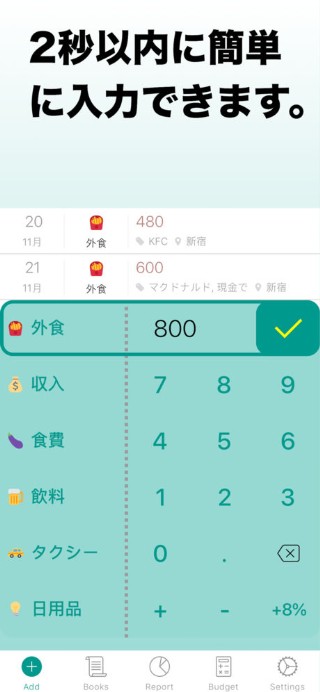 2秒以内に簡単
に入力できます。
20 480
11月 外食 KFC 新宿
21 600
11月 外食 マクドナルド, 現金で 新宿
外食 800
収入 7 8 9
食費 4 5 6
飲料 1 2 3
タクシー 0 .
日用品 + - +8%
Add Books Report Budget Settings